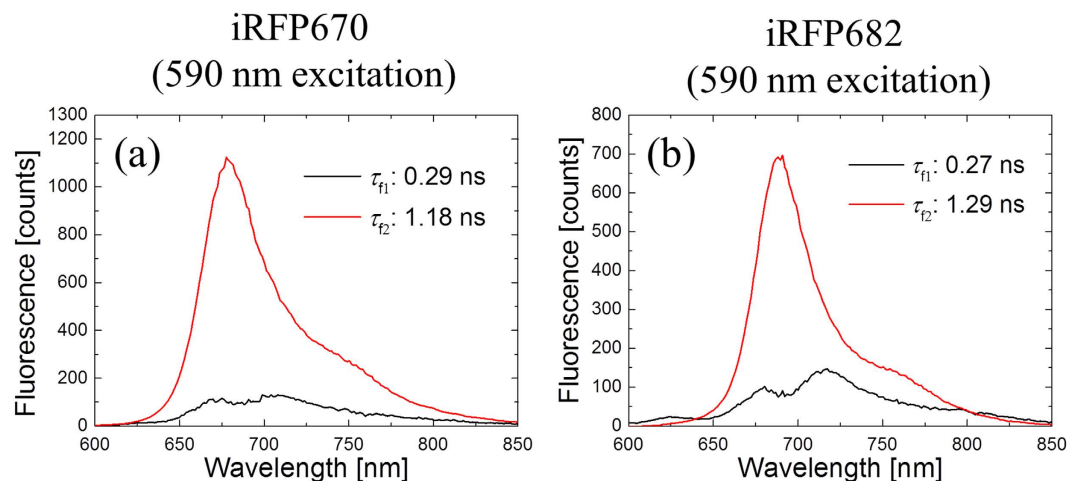 iRFP670
(590 nm excitation)
iRFP682
(590 nm excitation)
(a)
τf1: 0.29 ns
τf2: 1.18 ns
Fluorescence [counts]
1300
1200
1000
800
600
400
200
0
600 650 700 750 800 850
Wavelength [nm]
(b)
τf1: 0.27 ns
τf2: 1.29 ns
Fluorescence [counts]
800
700
600
500
400
300
200
100
0
600 650 700 750 800 850
Wavelength [nm]